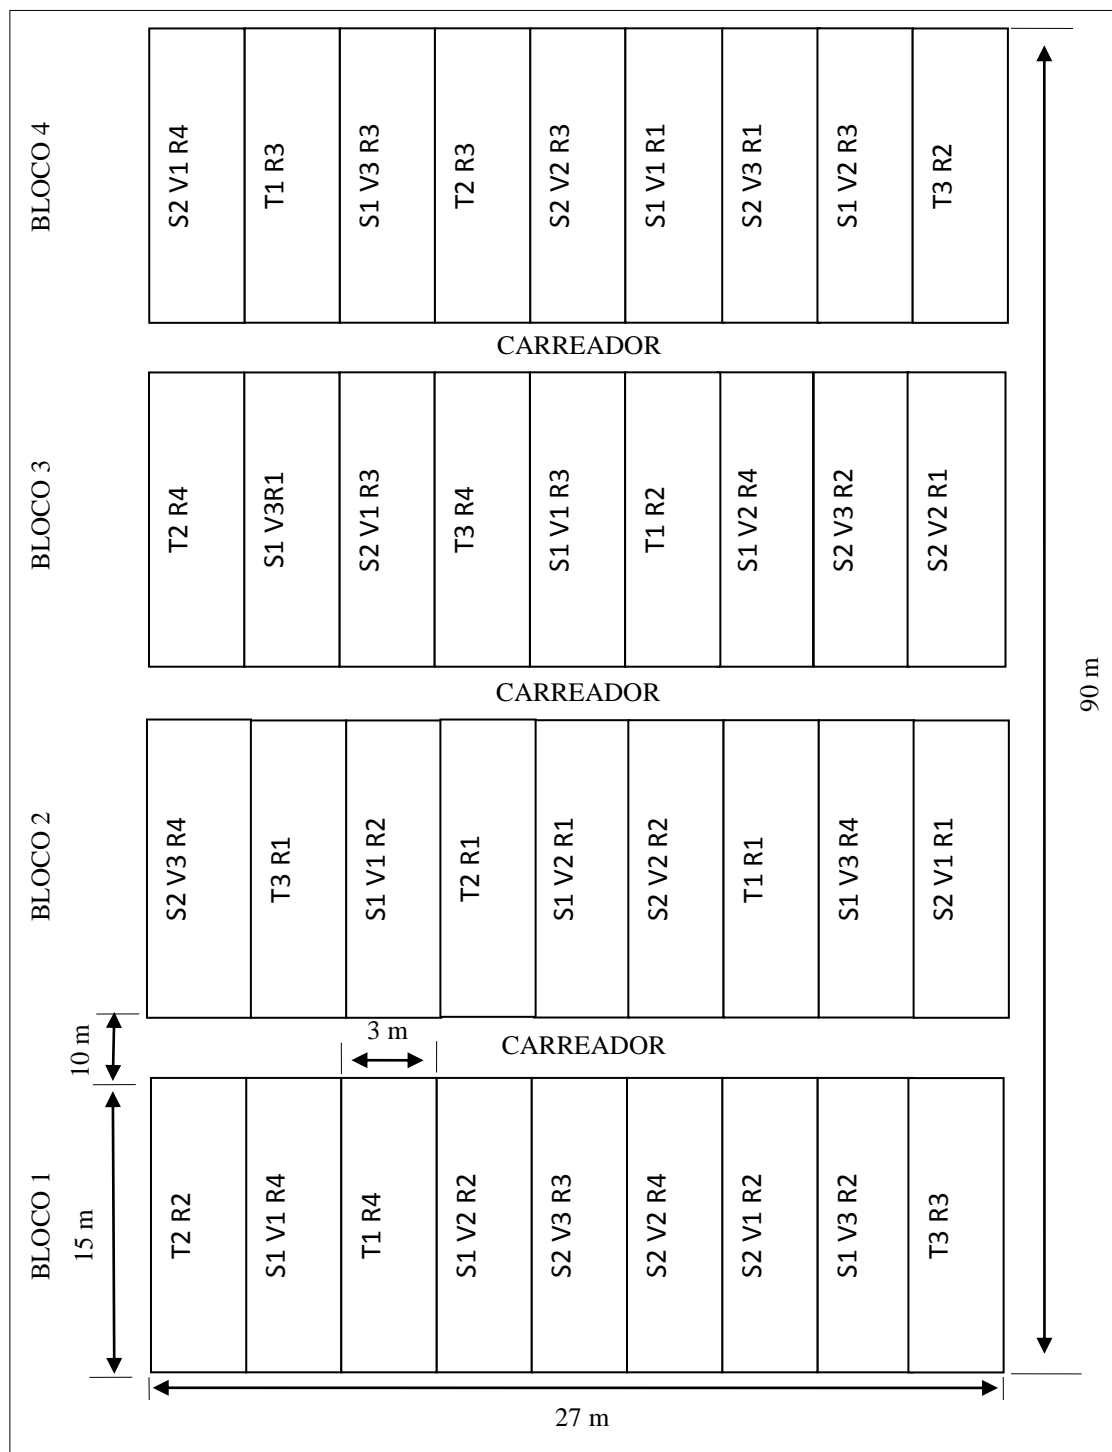 BLOCO 4
S2 V1 R4
T1 R3
S1 V3 R3
T2 R3
S2 V2 R3
S1 V1 R1
S2 V3 R1
S1 V2 R3
T3 R2
CARREADOR
BLOCO 3
T2 R4
S1 V3R1
S2 V1 R3
T3 R4
S1 V1 R3
T1 R2
S1 V2 R4
S2 V3 R2
S2 V2 R1
CARREADOR
90 m
BLOCO 2
S2 V3 R4
T3 R1
S1 V1 R2
T2 R1
S1 V2 R1
S2 V2 R2
T1 R1
S1 V3 R4
S2 V1 R1
10 m
3 m
CARREADOR
BLOCO 1
15 m
T2 R2
S1 V1 R4
T1 R4
S1 V2 R2
S2 V3 R3
S2 V2 R4
S2 V1 R2
S1 V3 R2
T3 R3
27 m